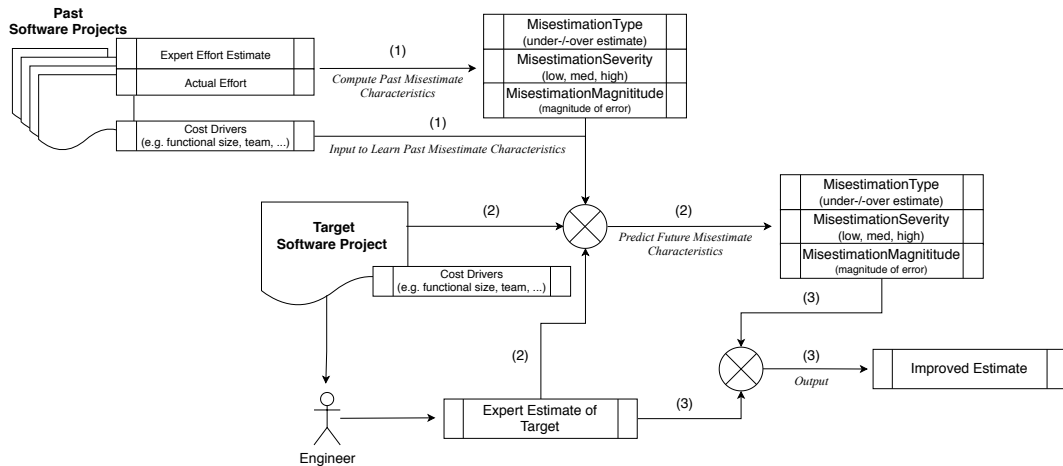 Past
Software Projects
Expert Effort Estimate
Actual Effort
Cost Drivers
(e.g. functional size, team, ...)
(1)
Compute Past Misestimate
Characteristics
(1)
Input to Learn Past Misestimate Characteristics
MisestimationType
(under-/-over estimate)
MisestimationSeverity
(low, med, high)
MisestimationMagnititude
(magnitude of error)
Target
Software Project
Cost Drivers
(e.g. functional size, team, ...)
(2)
(2)
Predict Future Misestimate
Characteristics
MisestimationType
(under-/-over estimate)
MisestimationSeverity
(low, med, high)
MisestimationMagnititude
(magnitude of error)
(2)
(3)
(3)
Output
Improved Estimate
Engineer
Expert Estimate of
Target
(3)